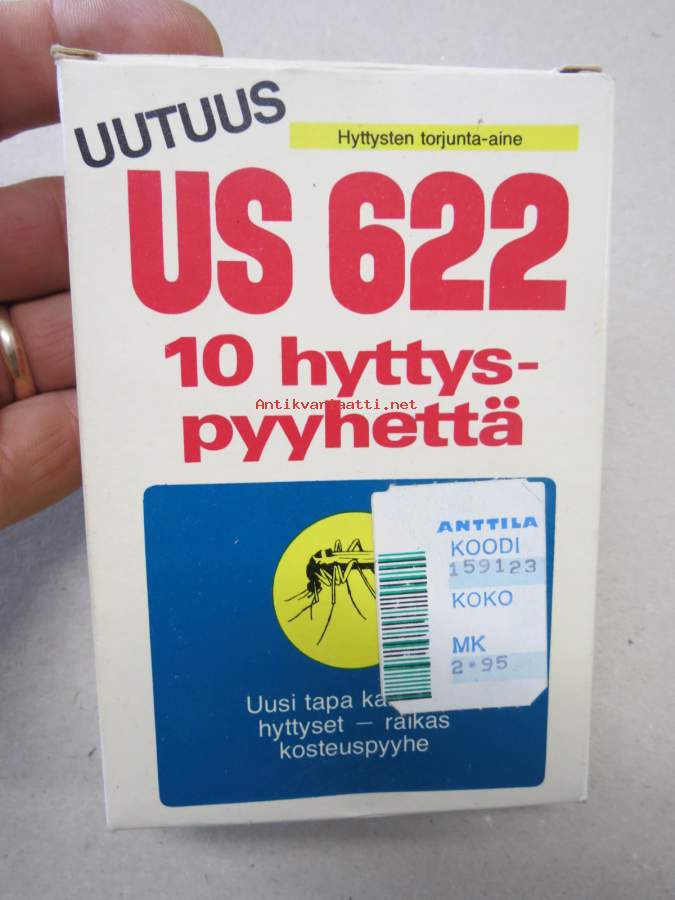 UUTUUS
Hyttysten torjunta-aine
US 622
10 hyttys-
Antikvariaatti.net
pyyhettä
ANTTILA
KOODI
159123
KOKO
MK
2.95
Uusi tapa
hyttyset — raikas
kosteuspyyhe